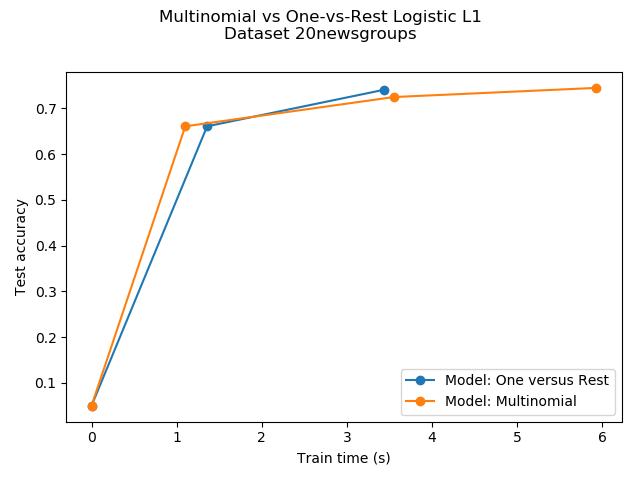 Multinomial vs One-vs-Rest Logistic L1
Dataset 20newsgroups
0.7
0.6
0.5
0.4
0.3
0.2
0.1
Test accuracy
Model: One versus Rest
Model: Multinomial
0 1 2 3 4 5 6
Train time (s)